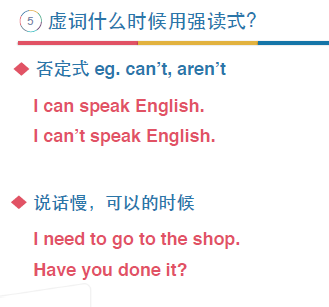 ⑤ 虚词什么时候用强读式?
◆ 否定式 eg. can’t, aren’t
I can speak English.
I can’t speak English.
◆ 说话慢，可以的时候
I need to go to the shop.
Have you done it?